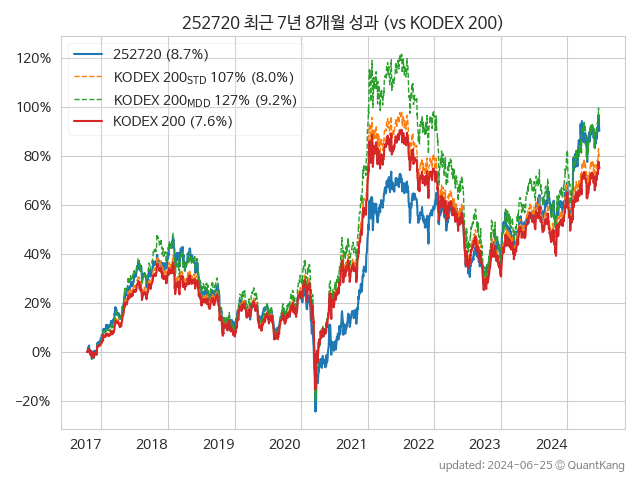 252720 최근 7년 8개월 성과 (vs KODEX 200)
252720 (8.7%)
KODEX 200STD 107% (8.0%)
KODEX 200MDD 127% (9.2%)
KODEX 200 (7.6%)
120%
100%
80%
60%
40%
20%
0%
−20%
2017 2018 2019 2020 2021 2022 2023 2024
updated: 2024-06-25 © QuantKang